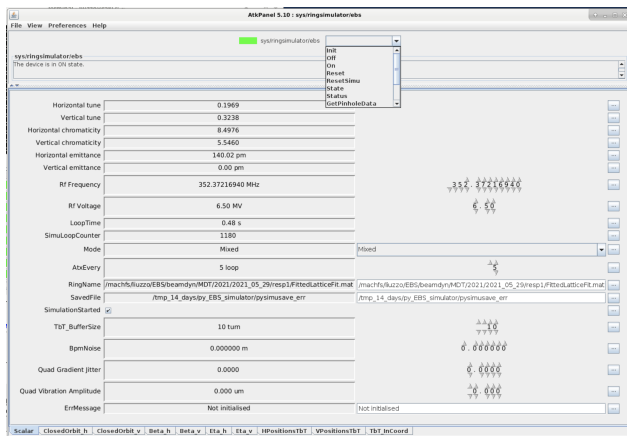 AtkPanel 5.10 : sys/ringsimulator/ebs
File View Preferences Help
sys/ringsimulator/ebs
Init
Off
On
Reset
ResetSimu
State
Status
GetPinholeData
sys/ringsimulator/ebs
The device is in ON state.
Horizontal tune 0.1969 ...
Vertical tune 0.3238 ...
Horizontal chromaticity 8.4976 ...
Vertical chromaticity 5.5460 ...
Horizontal emittance 140.02 pm ...
Vertical emittance 0.00 pm ...
Rf Frequency 352.37216940 MHz 352.37216940 ...
Rf Voltage 6.50 MV 6.50 ...
LoopTime 0.48 s ...
SimuLoopCounter 1180 ...
Mode Mixed Mixed ...
AtxEvery 5 loop 5 ...
RingName /machfs/liuzzo/EBS/beamdyn/MDT/2021/2021_05_29/resp1/FittedLatticeFit.mat /machfs/liuzzo/EBS/beamdyn/MDT/2021/2021_05_29/resp1/FittedLatticeFit.mat ...
SavedFile /tmp_14_days/py_EBS_simulator/pysimusave_err /tmp_14_days/py_EBS_simulator/pysimusave_err ...
SimulationStarted ...
TbT_BufferSize 10 turn 10 ...
BpmNoise 0.000000 m 0.000000 ...
Quad Gradient Jitter 0.0000 0.0000 ...
Quad Vibration Amplitude 0.000 um 0.000 ...
ErrMessage Not initialised Not initialised ...
Scalar ClosedOrbit_h ClosedOrbit_v Beta_h Beta_v Eta_h Eta_v HPositionsTbT VPositionsTbT TbT_InCoord